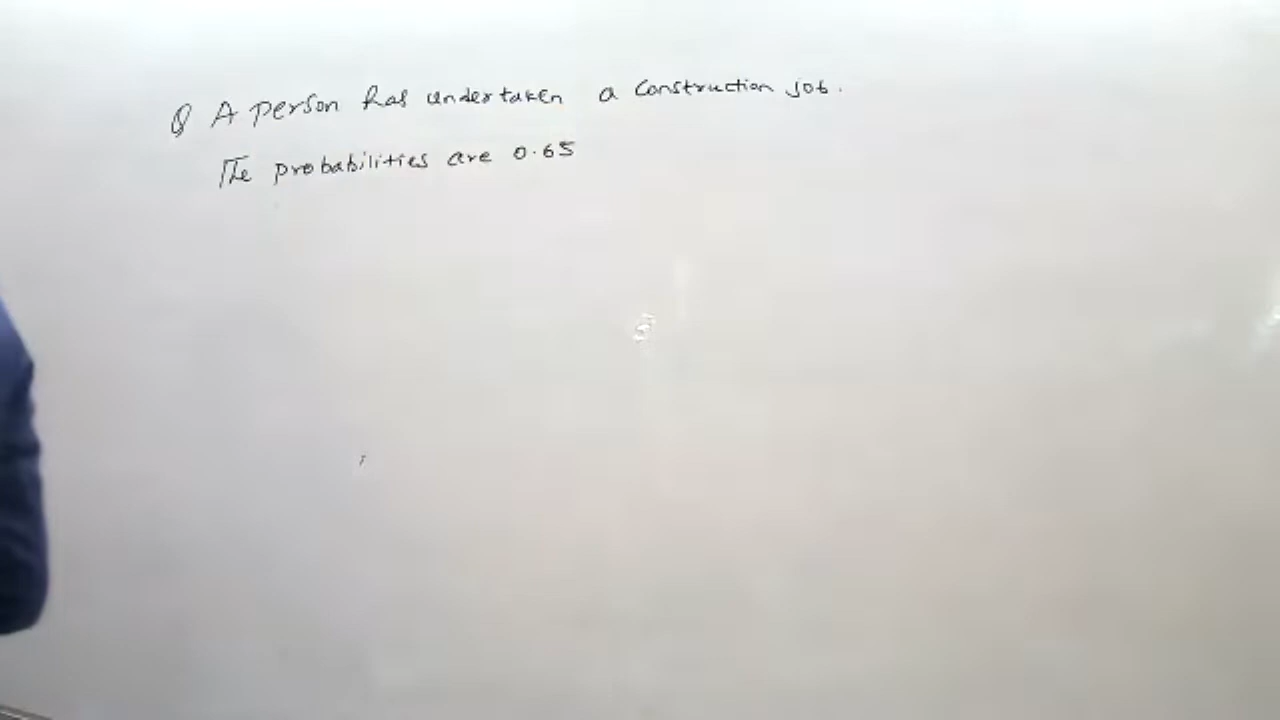 Q A person has undertaken a construction job.
The probabilities are 0.65